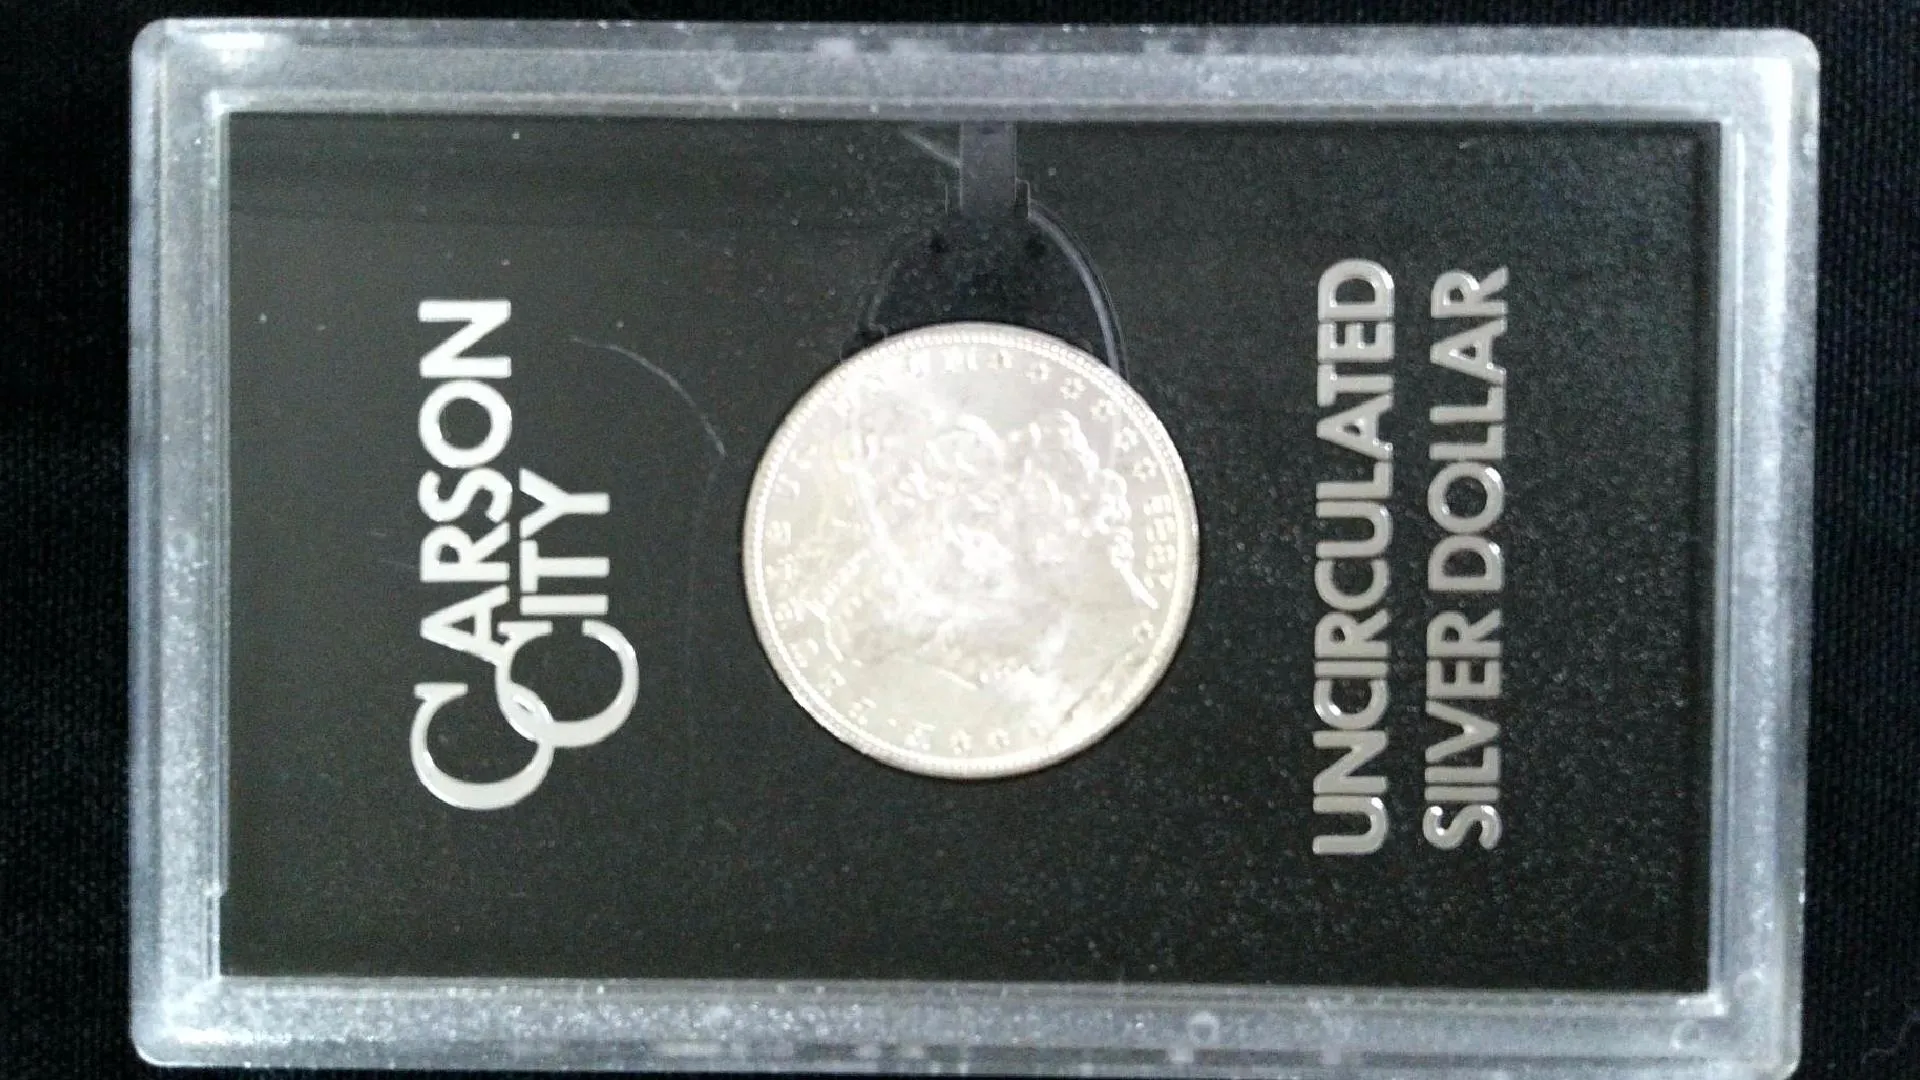 CARSON
CITY
UNCIRCULATED
SILVER DOLLAR